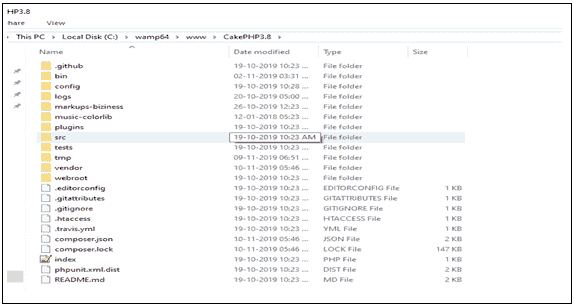 HP3.8
hare View
This PC > Local Disk (C:) > wamp64 > www > CakePHP3.8 >
Name Date modified Type Size
.github 19-10-2019 10:23 ... File folder
bin 02-11-2019 03:31 ... File folder
config 19-10-2019 10:28 ... File folder
logs 20-10-2019 05:00 ... File folder
markups-biziness 26-10-2019 12:23 ... File folder
music-colorlib 12-01-2018 05:23 ... File folder
plugins 19-10-2019 10:23 ... File folder
src 19-10-2019 10:23 AM File folder
tests 19-10-2019 10:23 ... File folder
tmp 09-11-2019 06:51 ... File folder
vendor 10-11-2019 05:46 ... File folder
webroot 19-10-2019 10:23 ... File folder
.editorconfig 19-10-2019 10:23 ... EDITORCONFIG File 1 KB
.gitattributes 19-10-2019 10:23 ... GITATTRIBUTES File 1 KB
.gitignore 19-10-2019 10:23 ... GITIGNORE File 1 KB
.htaccess 19-10-2019 10:23 ... HTACCESS File 1 KB
.travis.yml 19-10-2019 10:23 ... YML File 2 KB
composer.json 10-11-2019 05:46 ... JSON File 2 KB
composer.lock 10-11-2019 05:46 ... LOCK File 147 KB
index 19-10-2019 10:23 ... PHP File 1 KB
phpunit.xml.dist 19-10-2019 10:23 ... DIST File 2 KB
README.md 19-10-2019 10:23 ... MD File 2 KB